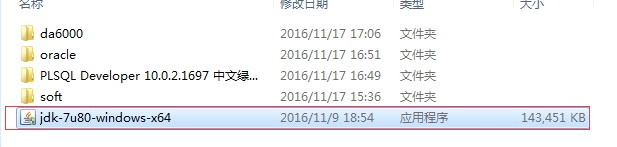 名称 修改日期 类型 大小
da6000 2016/11/17 17:06 文件夹
oracle 2016/11/17 16:51 文件夹
PLSQL Developer 10.0.2.1697 中文绿... 2016/11/17 16:49 文件夹
soft 2016/11/17 15:36 文件夹
jdk-7u80-windows-x64 2016/11/9 18:54 应用程序 143,451 KB